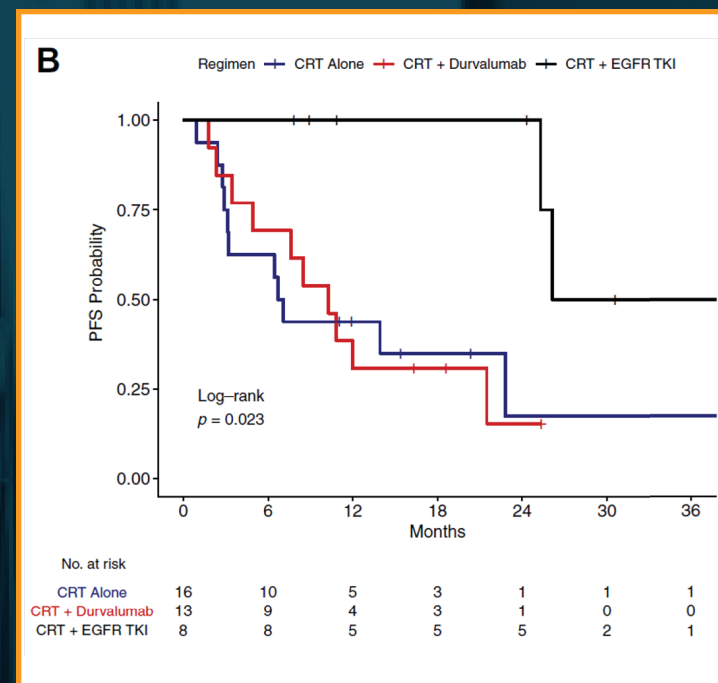 B
Regimen CRT Alone CRT + Durvalumab CRT + EGFR TKI
1.00
0.75
0.50
0.25
0.00
PFS Probability
Log–rank
p = 0.023
0 6 12 18 24 30 36
Months
No. at risk
CRT Alone 16 10 5 3 1 1 1
CRT + Durvalumab 13 9 4 3 1 0 0
CRT + EGFR TKI 8 8 5 5 5 2 1